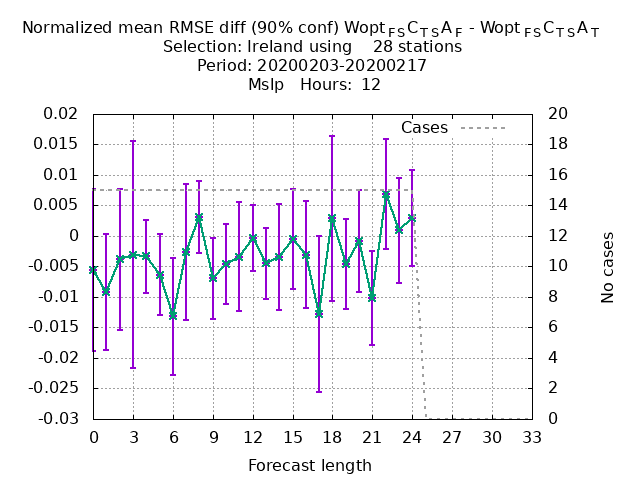 Normalized mean RMSE diff (90% conf) Wopt FS C T S A F - Wopt FS C T S A T
Selection: Ireland using 28 stations
Period: 20200203-20200217
Mslp Hours: 12
Cases
0.02
0.015
0.01
0.005
0
-0.005
-0.01
-0.015
-0.02
-0.025
-0.03
20
18
16
14
12
10
8
6
4
2
0
No cases
0 3 6 9 12 15 18 21 24 27 30 33
Forecast length